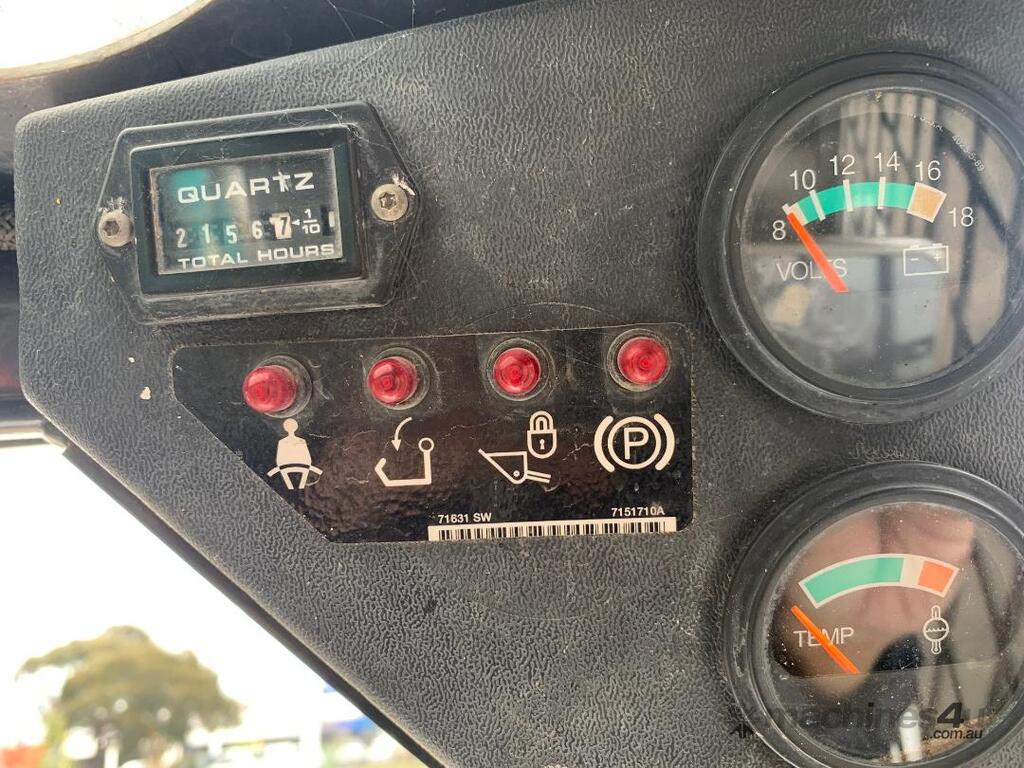 QUARTZ
2 1 5 6 7 1/10
TOTAL HOURS
8 10 12 14 16 18
VOLTS
- +
P
71631 SW 7151710A
TEMP
machines4u
.com.au